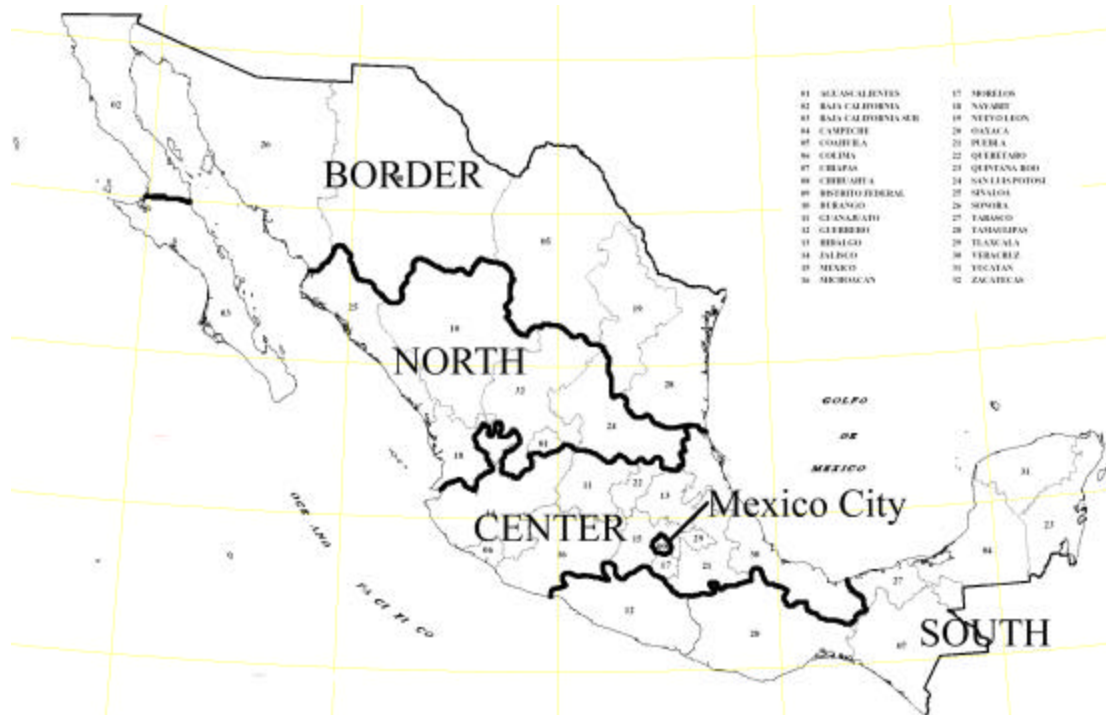 01 AGUASCALIENTES
02 BAJA CALIFORNIA
03 BAJA CALIFORNIA SUR
04 CAMPECHE
05 COAHUILA
06 COLIMA
07 CHIAPAS
08 CHIHUAHUA
09 DISTRITO FEDERAL
10 DURANGO
11 GUANAJUATO
12 GUERRERO
13 HIDALGO
14 JALISCO
15 MEXICO
16 MICHOACAN
17 MORELOS
18 NAYARIT
19 NUEVO LEON
20 OAXACA
21 PUEBLA
22 QUERETARO
23 QUINTANA ROO
24 SAN LUIS POTOSI
25 SINALOA
26 SONORA
27 TABASCO
28 TAMAULIPAS
29 TLAXCALA
30 VERACRUZ
31 YUCATAN
32 ZACATECAS
02
26
BORDER
05
03
25
19
10
NORTH
32
28
24
GOLFO
DE
MEXICO
01
18
31
11
22
13
Mexico City
CENTER
OCEANO
PACIFICO
15
29
23
06
16
17
21
30
04
27
12
20
07
SOUTH